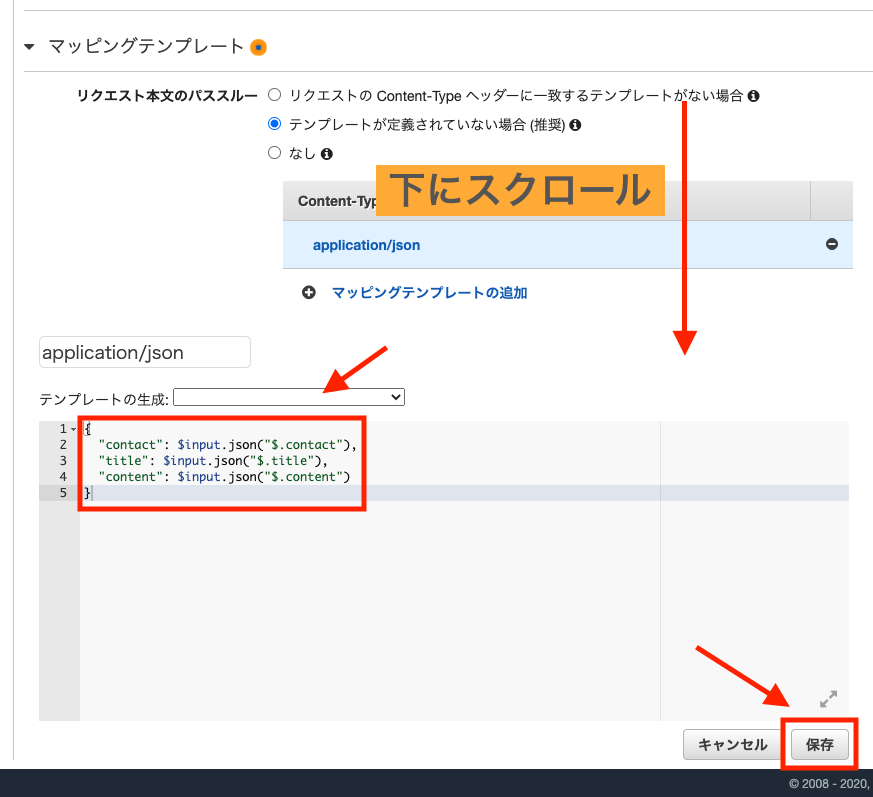 マッピングテンプレート
リクエスト本文のパススルー
リクエストの Content-Type ヘッダーに一致するテンプレートがない場合
テンプレートが定義されていない場合 (推奨)
なし
下にスクロール
application/json
マッピングテンプレートの追加
application/json
テンプレートの生成:
1 {
2 "contact": $input.json("$.contact"),
3 "title": $input.json("$.title"),
4 "content": $input.json("$.content")
5 }
キャンセル 保存
© 2008 - 2020,